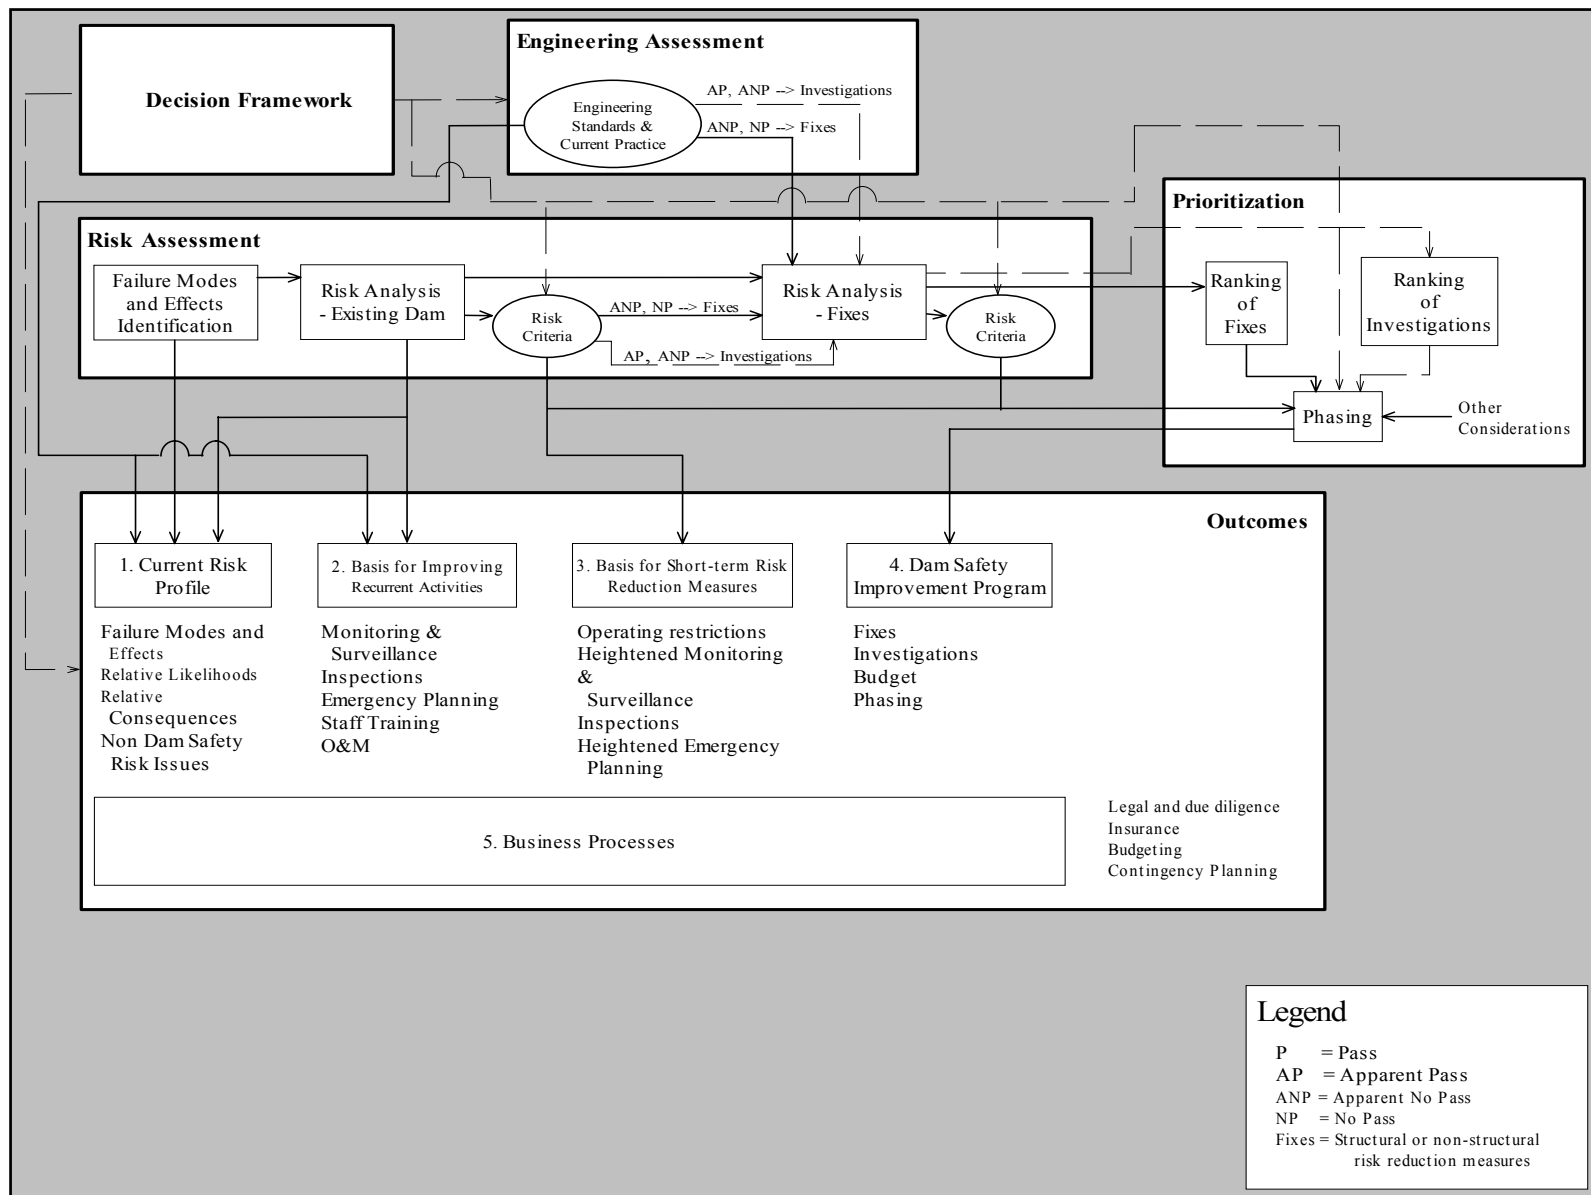 Decision Framework
Engineering Assessment
Engineering
Standards &
Current Practice
AP, ANP --> Investigations
ANP, NP --> Fixes
Risk Assessment
Failure Modes
and Effects
Identification
Risk Analysis
- Existing Dam
Risk
Criteria
ANP, NP --> Fixes
AP, ANP --> Investigations
Risk Analysis
- Fixes
Risk
Criteria
Prioritization
Ranking
of
Fixes
Ranking
of
Investigations
Phasing
Other
Considerations
Outcomes
1. Current Risk
Profile
Failure Modes and
Effects
Relative Likelihoods
Relative
Consequences
Non Dam Safety
Risk Issues
2. Basis for Improving
Recurrent Activities
Monitoring &
Surveillance
Inspections
Emergency Planning
Staff Training
O&M
3. Basis for Short-term Risk
Reduction Measures
Operating restrictions
Heightened Monitoring
&
Surveillance
Inspections
Heightened Emergency
Planning
4. Dam Safety
Improvement Program
Fixes
Investigations
Budget
Phasing
5. Business Processes
Legal and due diligence
Insurance
Budgeting
Contingency Planning
Legend
P = Pass
AP = Apparent Pass
ANP = Apparent No Pass
NP = No Pass
Fixes = Structural or non-structural
risk reduction measures